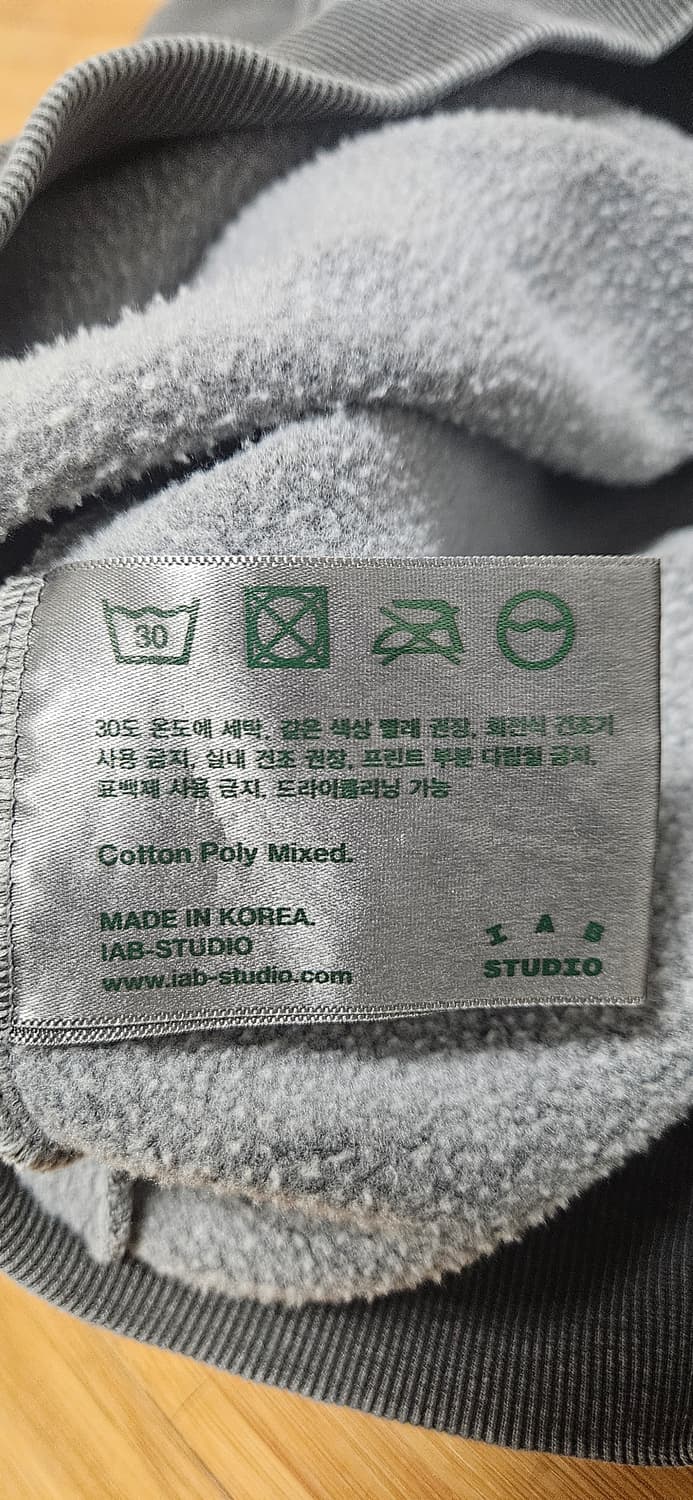 30
30도 온도에 세탁, 같은 색상 빨레 권장, 회전식 건조기
사용 금지, 실내 건조 권장, 프린트 부분 다림질 금지,
표백제 사용 금지, 드라이클리닝 가능
Cotton Poly Mixed.
MADE IN KOREA.
IAB-STUDIO
www.iab-studio.com
I A B
STUDIO